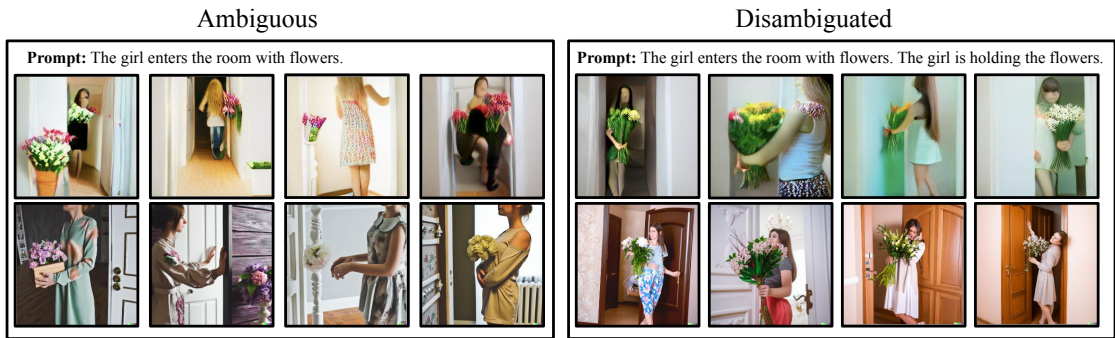 Ambiguous
Disambiguated
Prompt: The girl enters the room with flowers.
Prompt: The girl enters the room with flowers. The girl is holding the flowers.